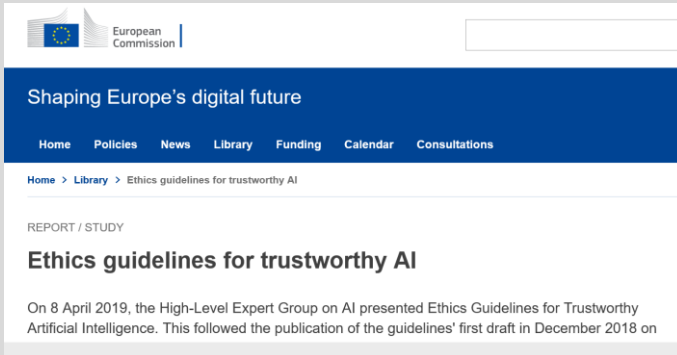 European
Commission
Shaping Europe's digital future
Home Policies News Library Funding Calendar Consultations
Home > Library > Ethics guidelines for trustworthy AI
REPORT / STUDY
Ethics guidelines for trustworthy AI
On 8 April 2019, the High-Level Expert Group on AI presented Ethics Guidelines for Trustworthy
Artificial Intelligence. This followed the publication of the guidelines' first draft in December 2018 on